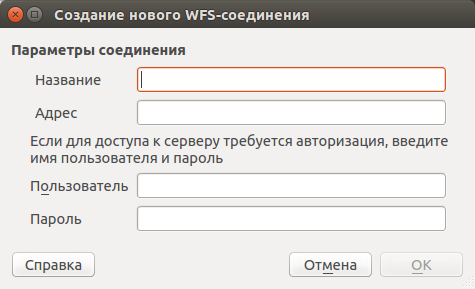 Создание нового WFS-соединения
Параметры соединения
Название
Адрес
Если для доступа к серверу требуется авторизация, введите
имя пользователя и пароль
Пользователь
Пароль
Справка
Отмена
OK